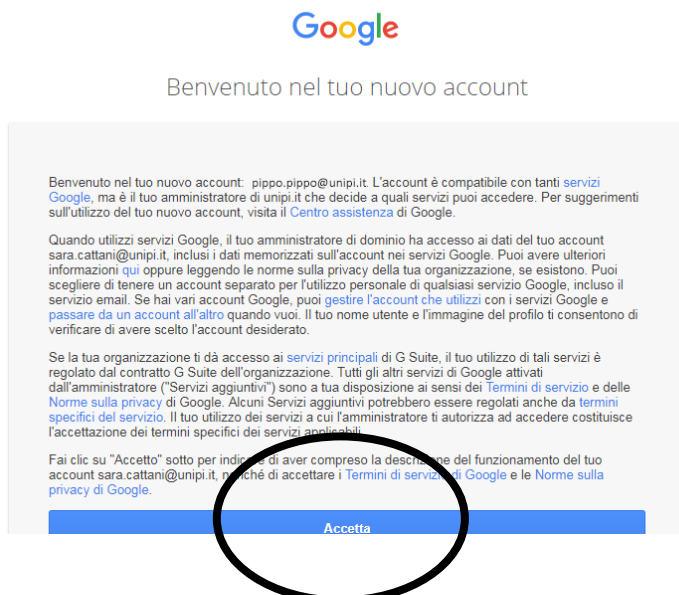 Google
Benvenuto nel tuo nuovo account
Benvenuto nel tuo nuovo account: pippo.pippo@unipi.it. L'account è compatibile con tanti servizi
Google, ma è il tuo amministratore di unipi.it che decide a quali servizi puoi accedere. Per suggerimenti
sull'utilizzo del tuo nuovo account, visita il Centro assistenza di Google.
Quando utilizzi servizi Google, il tuo amministratore di dominio ha accesso ai dati del tuo account
sara.cattani@unipi.it, inclusi i dati memorizzati sull'account nei servizi Google. Puoi avere ulteriori
informazioni qui oppure leggendo le norme sulla privacy della tua organizzazione, se esistono. Puoi
scegliere di tenere un account separato per l'utilizzo personale di qualsiasi servizio Google, incluso il
servizio email. Se hai vari account Google, puoi gestire l'account che utilizzi con i servizi Google e
passare da un account all'altro quando vuoi. Il tuo nome utente e l'immagine del profilo ti consentono di
verificare di avere scelto l'account desiderato.
Se la tua organizzazione ti dà accesso ai servizi principali di G Suite, il tuo utilizzo di tali servizi è
regolato dal contratto G Suite dell'organizzazione. Tutti gli altri servizi di Google attivati
dall'amministratore ("Servizi aggiuntivi") sono a tua disposizione ai sensi dei Termini di servizio e delle
Norme sulla privacy di Google. Alcuni Servizi aggiuntivi potrebbero essere regolati anche da termini
specifici del servizio. Il tuo utilizzo dei servizi a cui l'amministratore ti autorizza ad accedere costituisce
l'accettazione dei termini specifici dei servizi applicabili.
Fai clic su "Accetto" sotto per indicare di aver compreso la descrizione del funzionamento del tuo
account sara.cattani@unipi.it, nonché di accettare i Termini di servizio di Google e le Norme sulla
privacy di Google.
Accetta